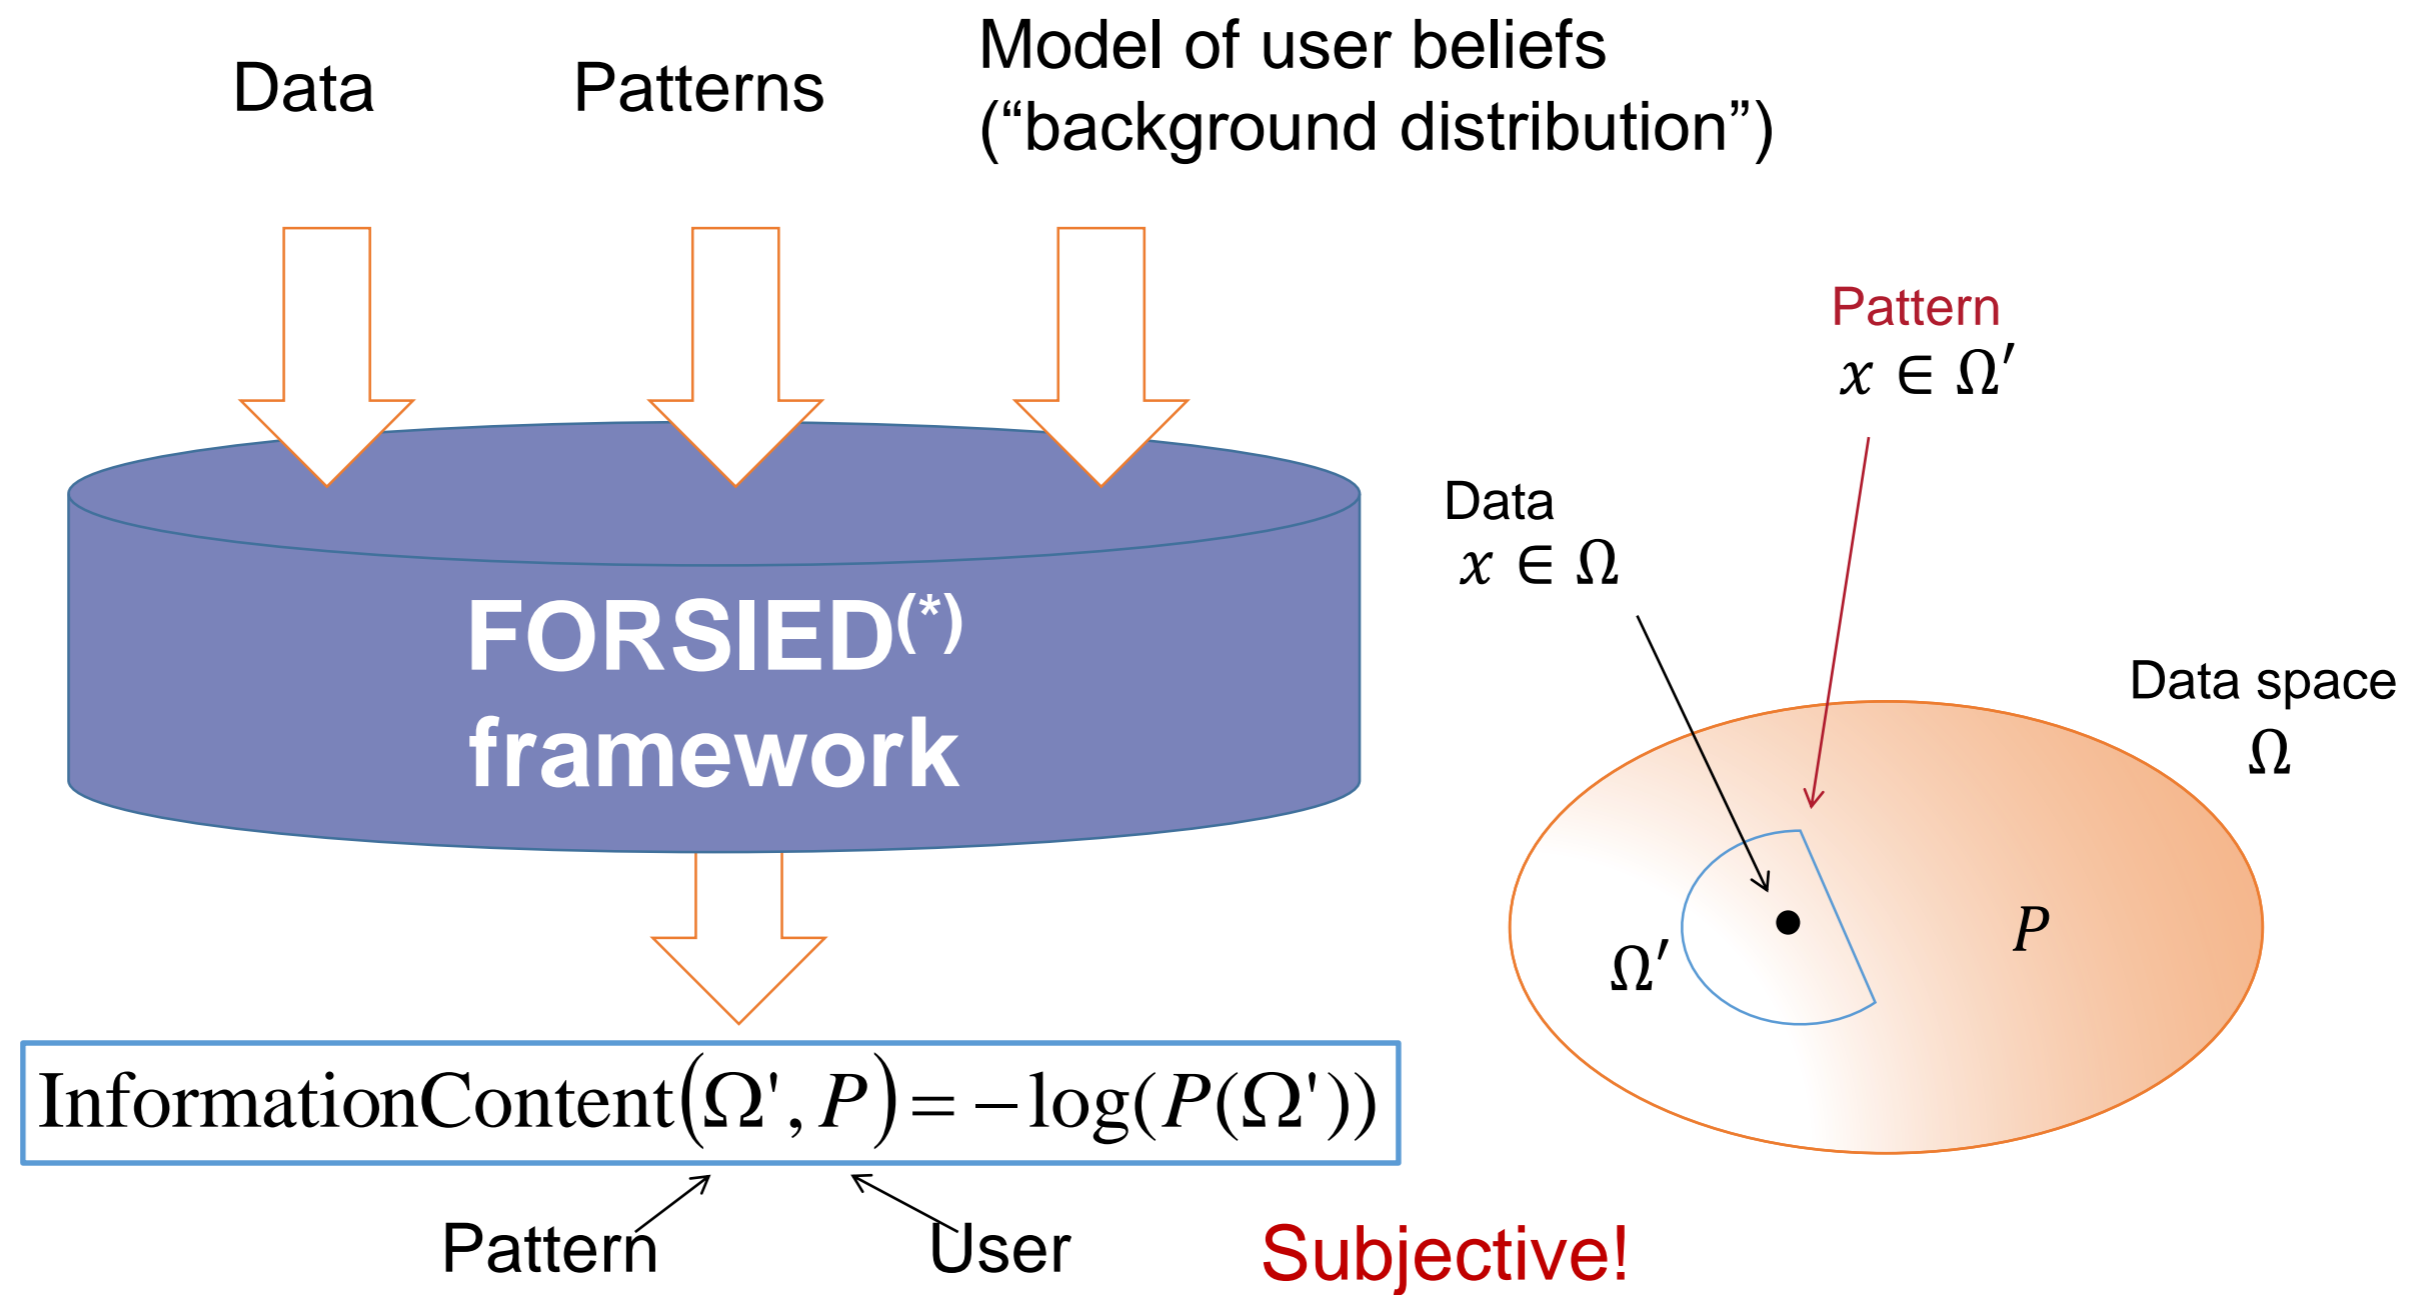 Data
Patterns
Model of user beliefs
(“background distribution”)
FORSIED(*)
framework
InformationContent(Ω', P) = −log(P(Ω'))
Pattern
User
Subjective!
Pattern
x ∈ Ω′
Data
x ∈ Ω
Data space
Ω
Ω′
P